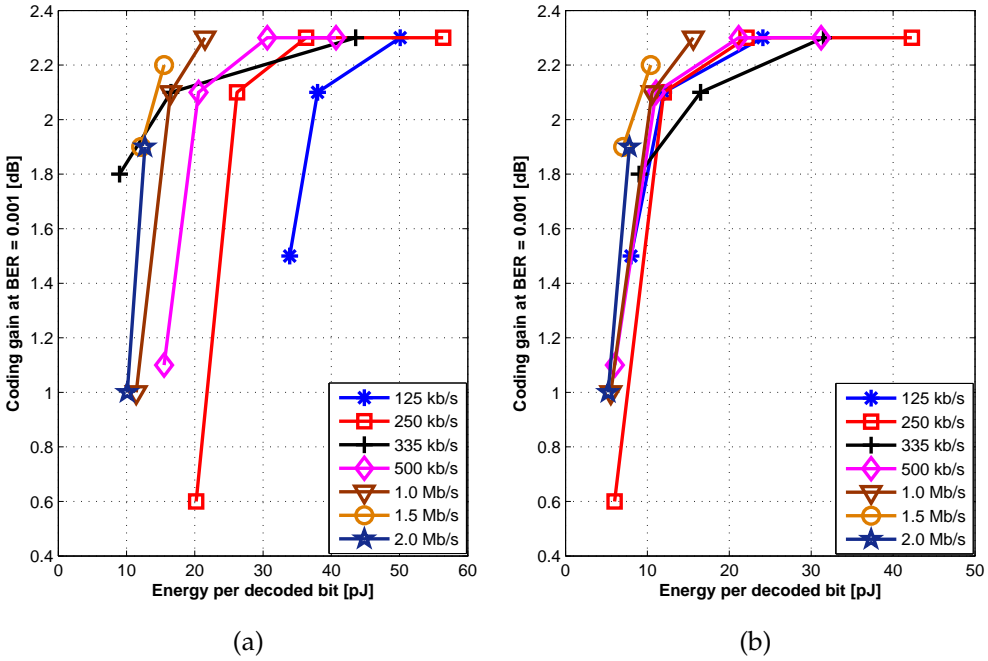 2.4
2.2
2
1.8
1.6
1.4
1.2
1
0.8
0.6
0.4
Coding gain at BER = 0.001 [dB]
0 10 20 30 40 50 60
Energy per decoded bit [pJ]
125 kb/s
250 kb/s
335 kb/s
500 kb/s
1.0 Mb/s
1.5 Mb/s
2.0 Mb/s
(a)
2.4
2.2
2
1.8
1.6
1.4
1.2
1
0.8
0.6
0.4
Coding gain at BER = 0.001 [dB]
0 10 20 30 40 50
Energy per decoded bit [pJ]
125 kb/s
250 kb/s
335 kb/s
500 kb/s
1.0 Mb/s
1.5 Mb/s
2.0 Mb/s
(b)